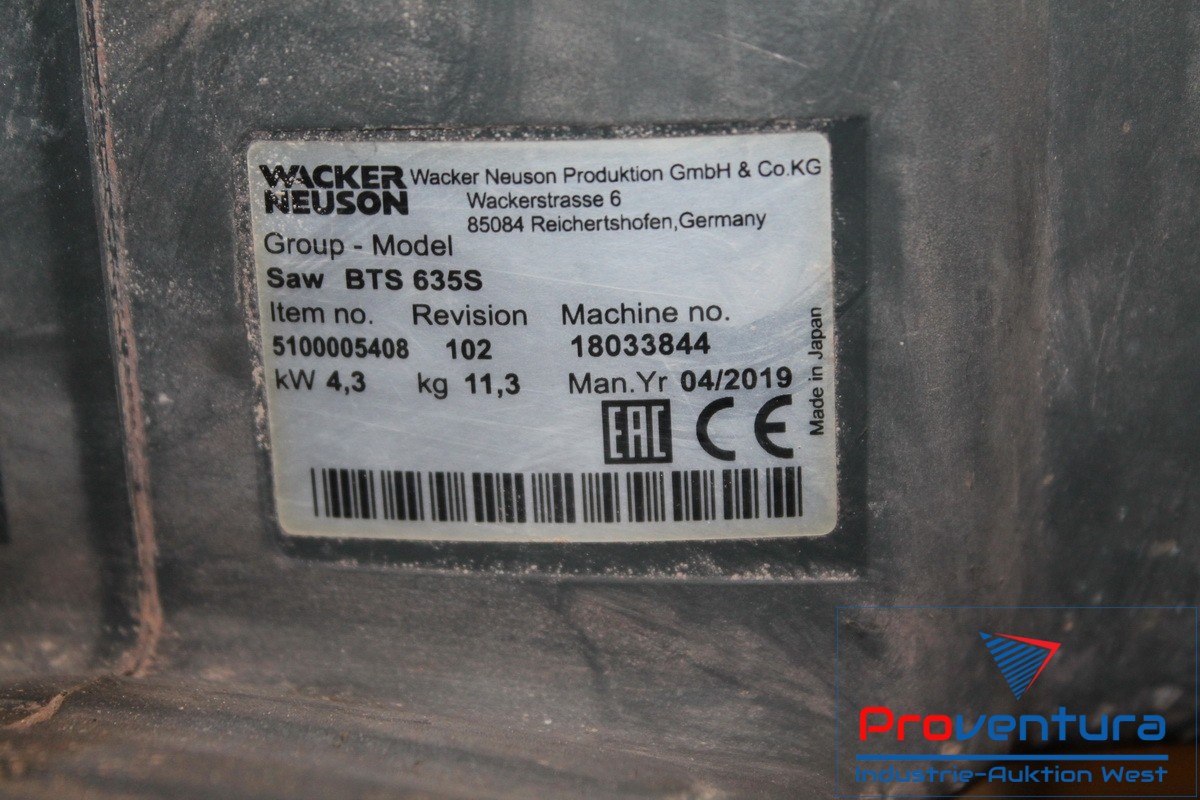 WACKER
NEUSON
Wacker Neuson Produktion GmbH & Co.KG
Wackerstrasse 6
85084 Reichertshofen,Germany
Group - Model
Saw BTS 635S
Item no. Revision Machine no.
5100005408 102 18033844
kW 4,3 kg 11,3 Man.Yr 04/2019
Made in Japan
EAC CE
Proventura
Industrie-Auktion West